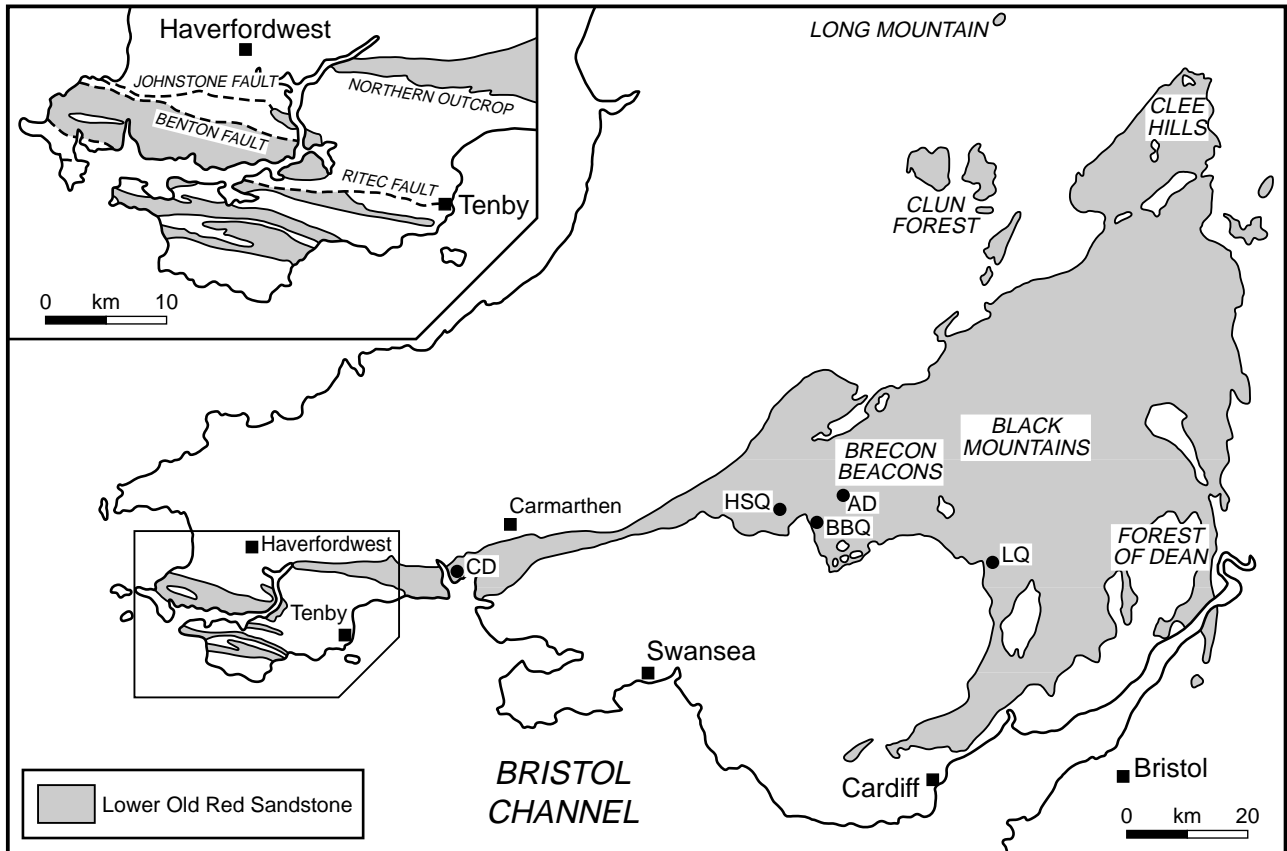 Haverfordwest
JOHNSTONE FAULT
BENTON FAULT
NORTHERN OUTCROP
RITEC FAULT
Tenby
0 km 10
LONG MOUNTAIN
CLEE
HILLS
CLUN
FOREST
BLACK
MOUNTAINS
BRECON
BEACONS
HSQ
AD
BBQ
Carmarthen
CD
LQ
FOREST
OF DEAN
Haverfordwest
Tenby
Swansea
BRISTOL
CHANNEL
Cardiff
Bristol
Lower Old Red Sandstone
0 km 20